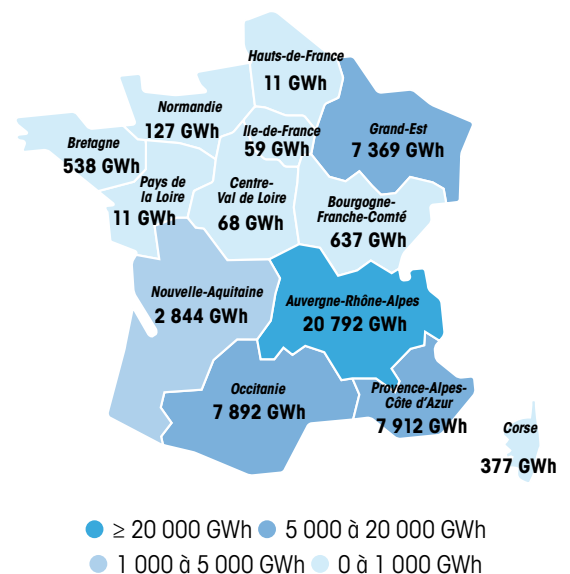 Hauts-de-France
11 GWh
Normandie
127 GWh
Ile-de-France
59 GWh
Grand-Est
7 369 GWh
Bretagne
538 GWh
Pays de
la Loire
11 GWh
Centre-
Val de Loire
68 GWh
Bourgogne-
Franche-Comté
637 GWh
Nouvelle-Aquitaine
2 844 GWh
Auvergne-Rhône-Alpes
20 792 GWh
Occitanie
7 892 GWh
Provence-Alpes-
Côte d'Azur
7 912 GWh
Corse
377 GWh
≥ 20 000 GWh
5 000 à 20 000 GWh
1 000 à 5 000 GWh
0 à 1 000 GWh